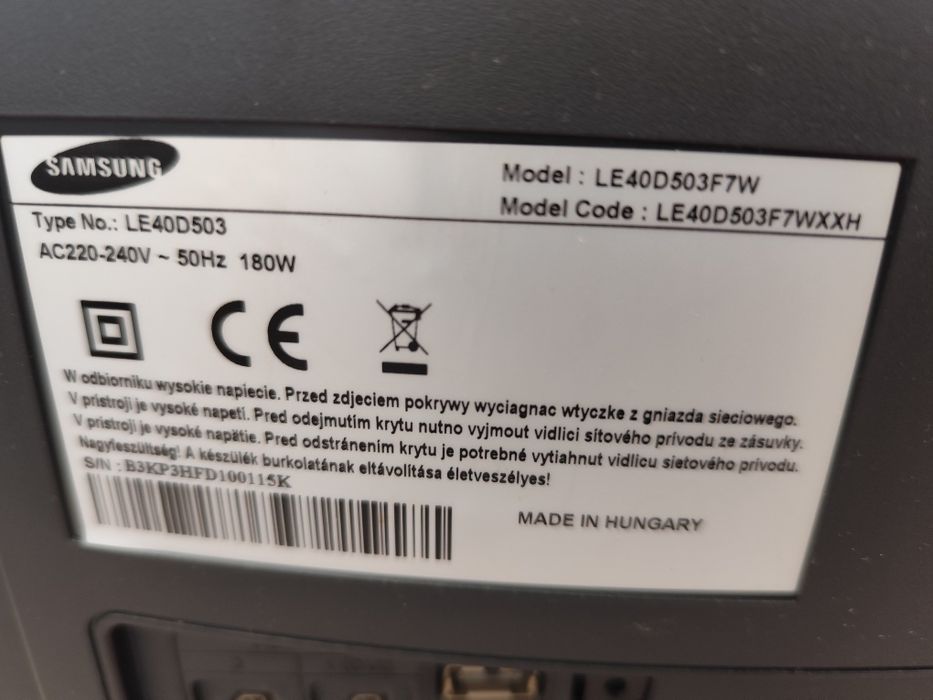 SAMSUNG
Model : LE40D503F7W
Model Code : LE40D503F7WXXH
Type No.: LE40D503
AC220-240V ~ 50Hz 180W
CE
W odbiorniku wysokie napiecie. Przed zdjeciem pokrywy wyciagnac wtyczke z gniazda sieciowego.
V pristroji je vysoké napetí. Pred odejmutím krytu nutno vyjmout vidlici sítového prívodu ze zásuvky.
V pristroji je vysoké napätie. Pred odstránením krytu je potrebné vytiahnut vidlicu sietového prívodu.
Nagyfeszültség! A készülék burkolatának eltávolítása életveszélyes!
S/N : B3KP3HFD100115K
MADE IN HUNGARY
2